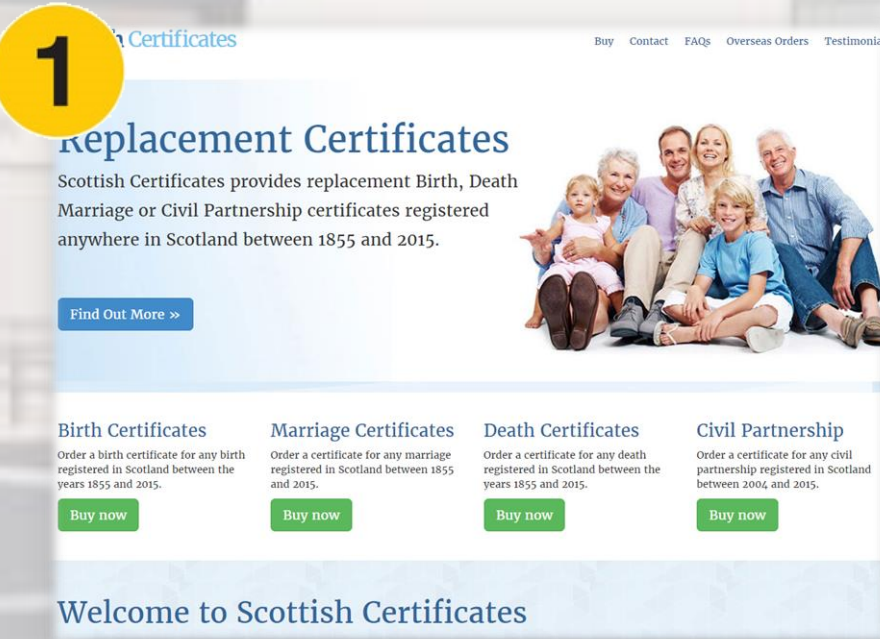 1
Certificates
Buy Contact FAQs Overseas Orders Testimonia
Replacement Certificates
Scottish Certificates provides replacement Birth, Death
Marriage or Civil Partnership certificates registered
anywhere in Scotland between 1855 and 2015.
Find Out More »
Birth Certificates
Order a birth certificate for any birth
registered in Scotland between the
years 1855 and 2015.
Buy now
Marriage Certificates
Order a certificate for any marriage
registered in Scotland between 1855
and 2015.
Buy now
Death Certificates
Order a certificate for any death
registered in Scotland between the
years 1855 and 2015.
Buy now
Civil Partnership
Order a certificate for any civil
partnership registered in Scotland
between 2004 and 2015.
Buy now
Welcome to Scottish Certificates